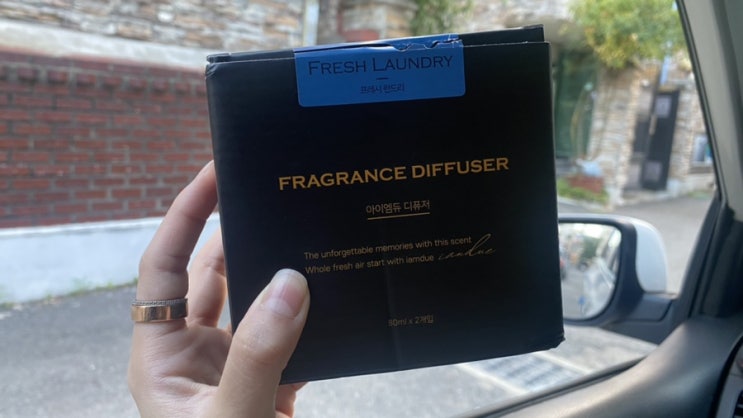 FRESH LAUNDRY
프레시 런드리
FRAGRANCE DIFFUSER
아이엠듀 디퓨저
The unforgettable memories with this scent
Whole fresh air start with iamdue iamdue
80ml x 2개입